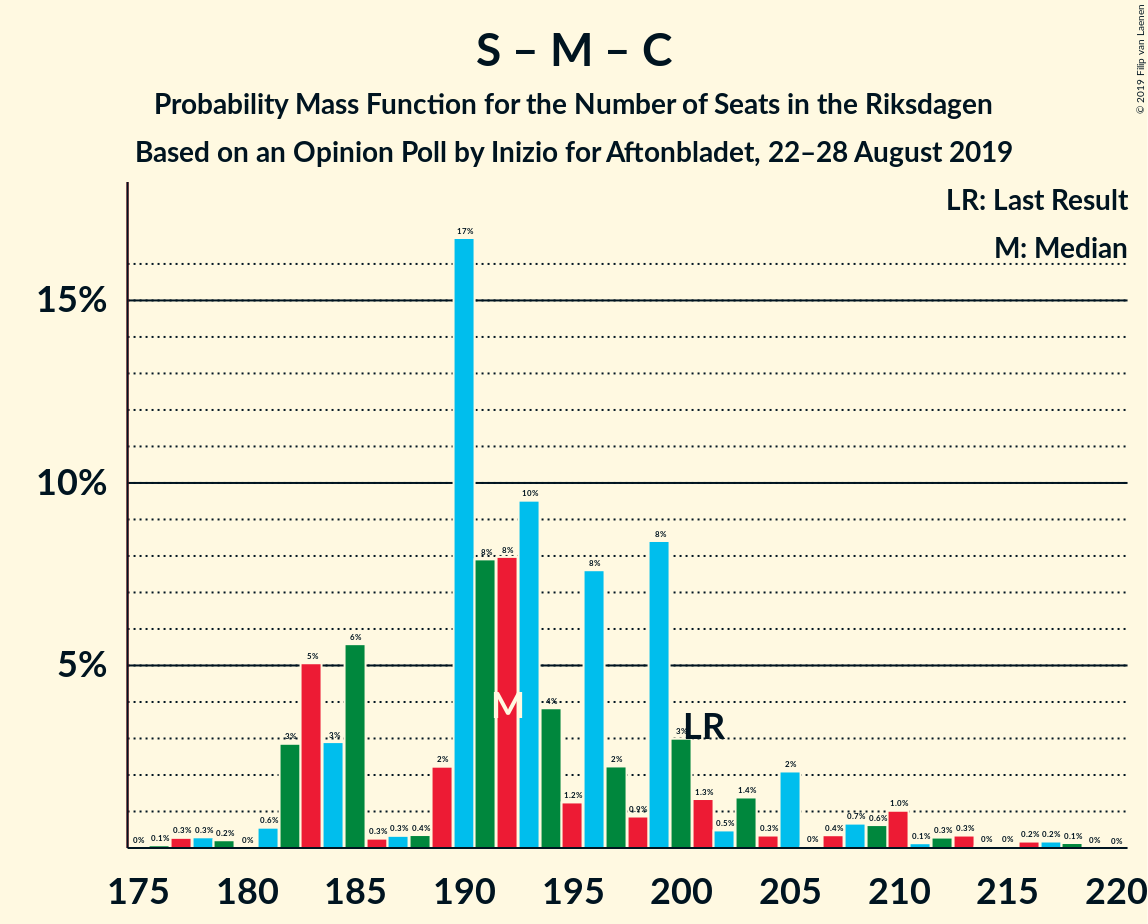 S – M – C
Probability Mass Function for the Number of Seats in the Riksdagen
Based on an Opinion Poll by Inizio for Aftonbladet, 22–28 August 2019
© 2019 Filip van Laenen
LR: Last Result
M: Median
15%
10%
5%
0% 0.1% 0.3% 0.3% 0.2% 0% 0.6% 3% 5% 3% 6% 0.3% 0.3% 0.4% 2% 17% 8% 8% 10% 4% 1.2% 8% 2% 0.9% 8% 3% 1.3% 0.5% 1.4% 0.3% 2% 0% 0.4% 0.7% 0.6% 1.0% 0.1% 0.3% 0.3% 0% 0% 0.2% 0.2% 0.1% 0% 0%
M
LR
175 180 185 190 195 200 205 210 215 220